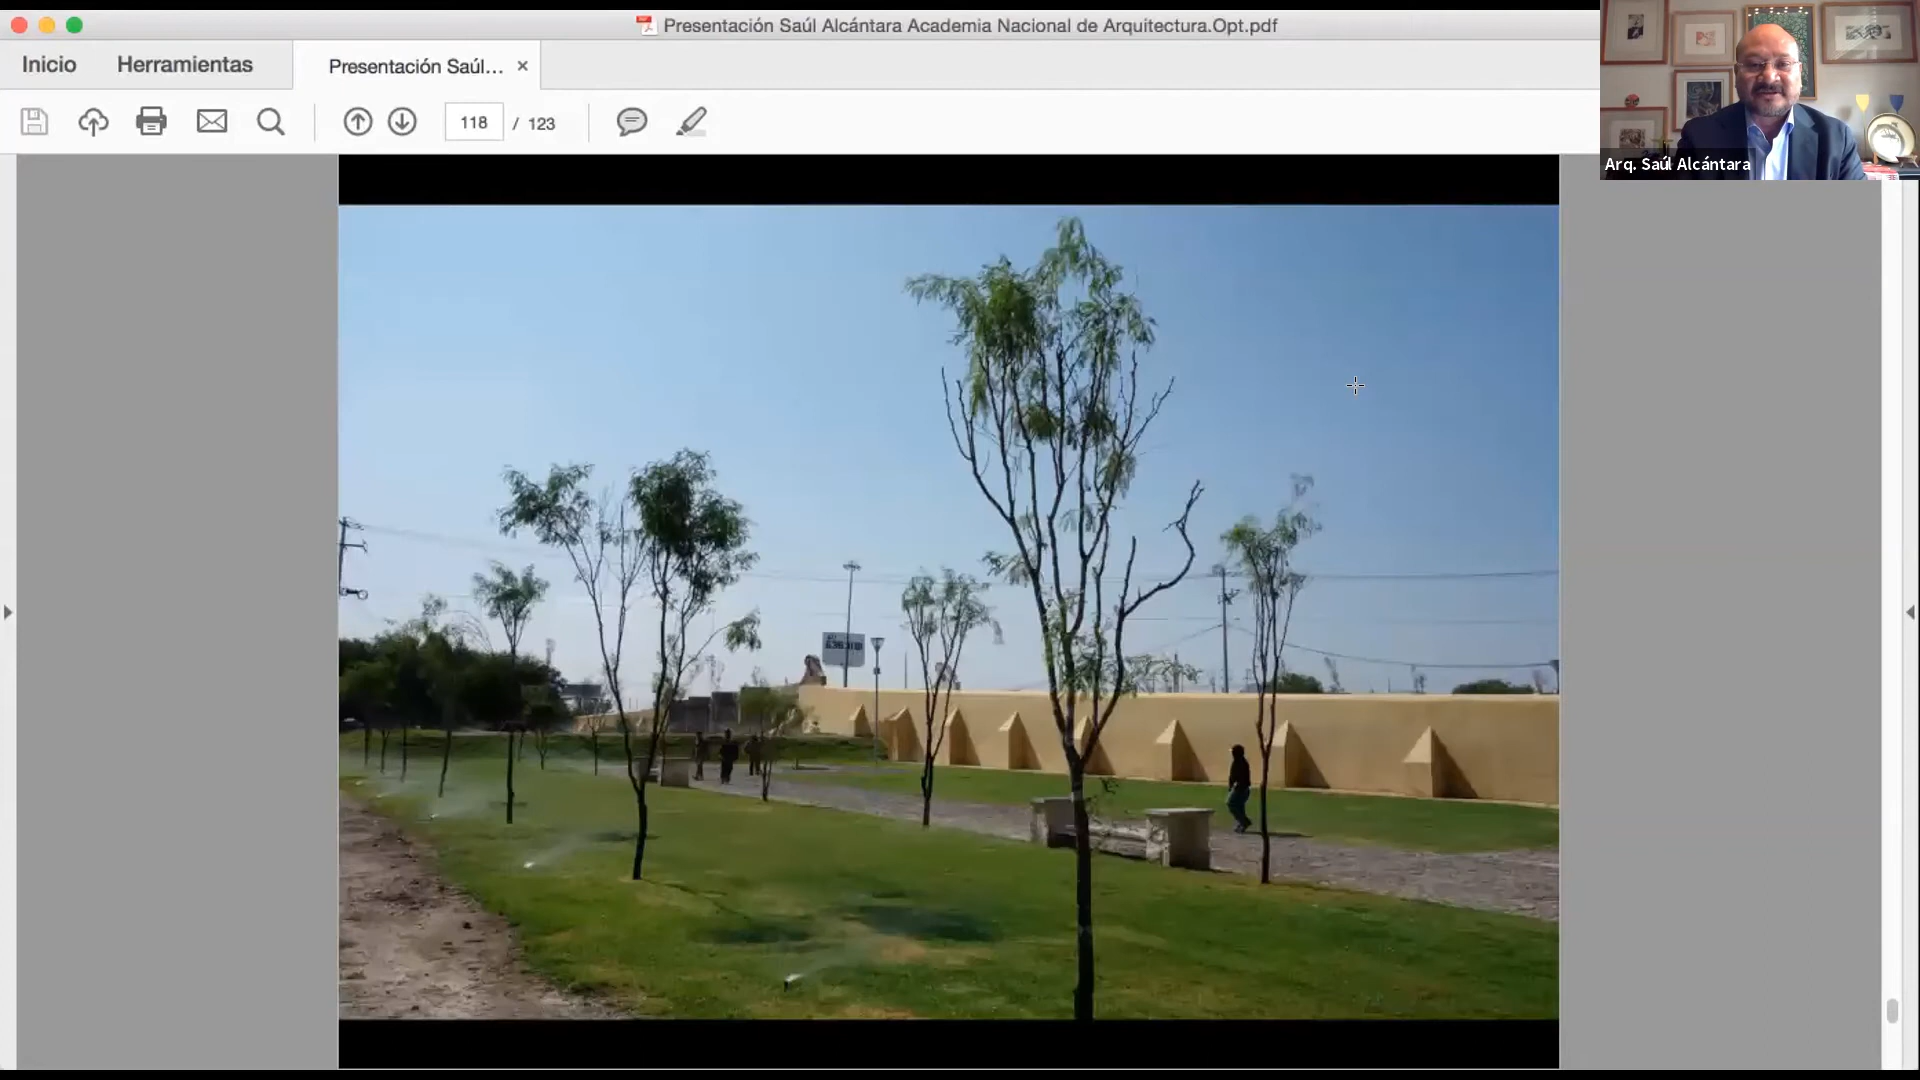 Presentación Saúl Alcántara Academia Nacional de Arquitectura.Opt.pdf
Inicio Herramientas Presentación Saúl... ×
118 / 123
Arq. Saúl Alcántara